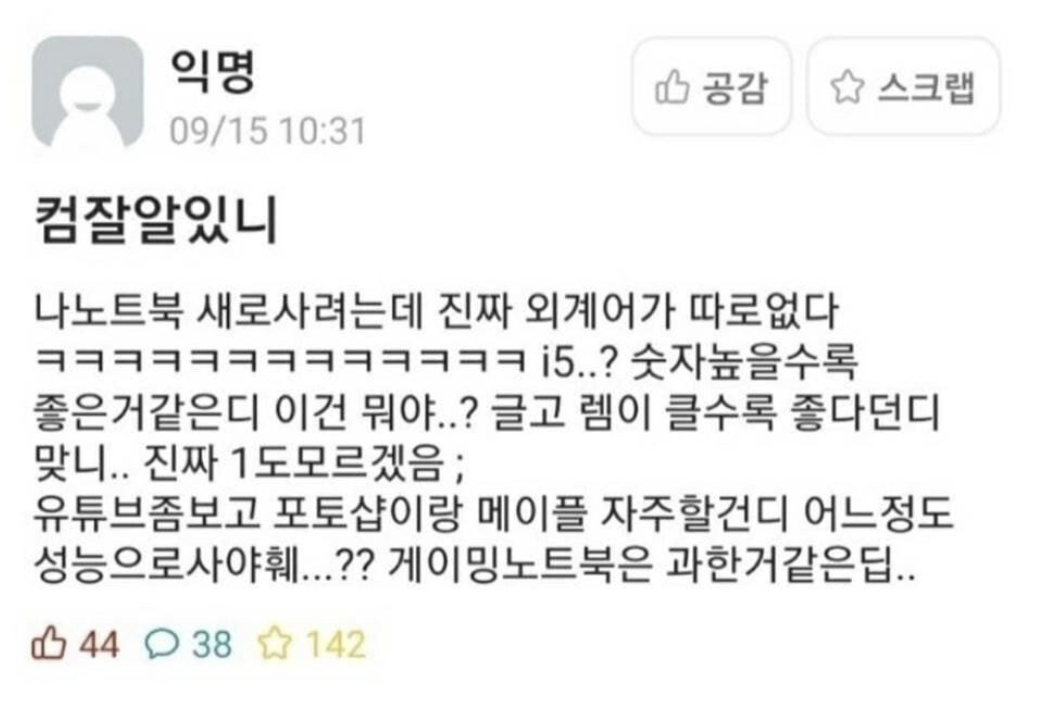 익명
09/15 10:31
공감
스크랩
컴잘알있니
나노트북 새로사려는데 진짜 외계어가 따로없다
ㅋㅋㅋㅋㅋㅋㅋㅋㅋㅋㅋㅋㅋ i5..? 숫자높을수록
좋은거같은디 이건 뭐야..? 글고 렘이 클수록 좋다던디
맞니.. 진짜 1도모르겠음 ;
유튜브좀보고 포토샵이랑 메이플 자주할건디 어느정도
성능으로사야훼...?? 게이밍노트북은 과한거같은딥..
44 38 142